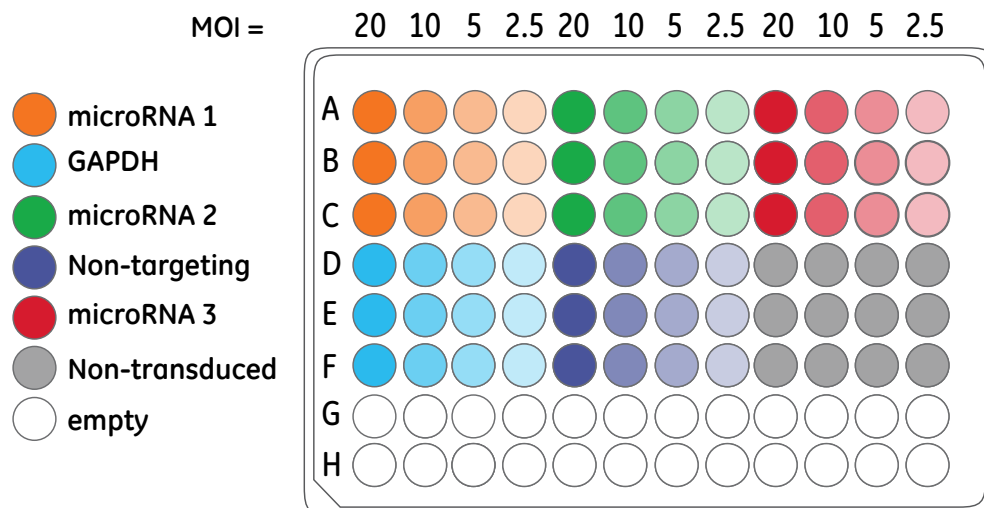 MOI = 20 10 5 2.5 20 10 5 2.5 20 10 5 2.5
microRNA 1
GAPDH
microRNA 2
Non-targeting
microRNA 3
Non-transduced
empty
A
B
C
D
E
F
G
H